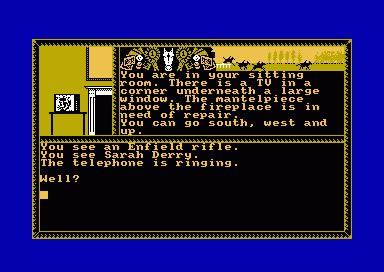 You are in your sitting
room. There is a TV in a
corner underneath a large
window. The mantelpiece
above the fireplace is in
need of repair.
You can go south, west and
up.
You see an Enfield rifle.
You see Sarah Derry.
The telephone is ringing.
Well?